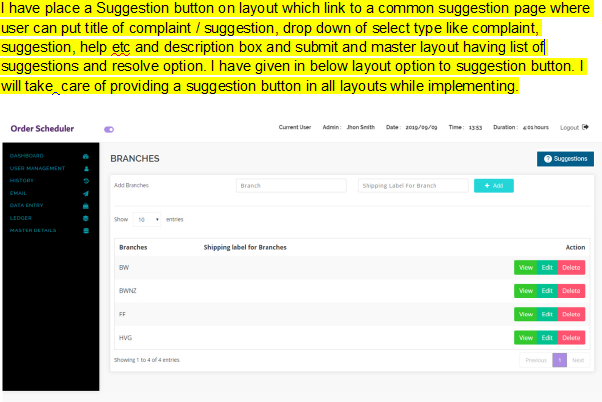 I have place a Suggestion button on layout which link to a common suggestion page where
user can put title of complaint / suggestion, drop down of select type like complaint,
suggestion, help etc and description box and submit and master layout having list of
suggestions and resolve option. I have given in below layout option to suggestion button. I
will take care of providing a suggestion button in all layouts while implementing.
Order Scheduler Current User Admin : Jhon Smith Date : 2019/09/09 Time : 13:53 Duration : 4:01 hours Logout
DASHBOARD
USER MANAGEMENT
HISTORY
EMAIL
DATA ENTRY
LEDGER
MASTER DETAILS
BRANCHES
? Suggestions
Add Branches Branch Shipping Label For Branch + Add
Show 10 entries
Branches Shipping label for Branches Action
BW View Edit Delete
BWNZ View Edit Delete
FF View Edit Delete
HVG View Edit Delete
Showing 1 to 4 of 4 entries Previous 1 Next